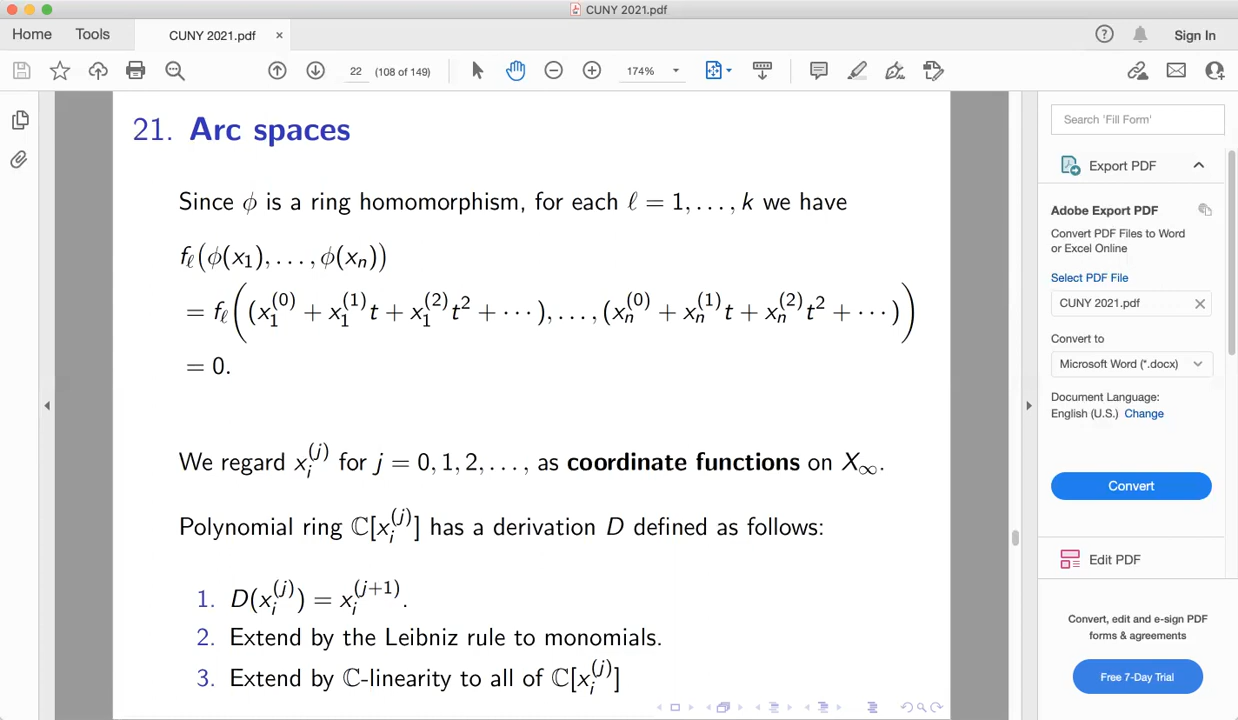 CUNY 2021.pdf
Home Tools CUNY 2021.pdf × Sign In
22 (108 of 149) 174%
21. Arc spaces
Since ϕ is a ring homomorphism, for each ℓ = 1, . . . , k we have
f_ℓ(ϕ(x_1), . . . , ϕ(x_n))
= f_ℓ((x_1^{(0)} + x_1^{(1)}t + x_1^{(2)}t^2 + · · · ), . . . , (x_n^{(0)} + x_n^{(1)}t + x_n^{(2)}t^2 + · · · ))
= 0.
We regard x_i^{(j)} for j = 0, 1, 2, . . . , as coordinate functions on X_∞.
Polynomial ring ℂ[x_i^{(j)}] has a derivation D defined as follows:
1. D(x_i^{(j)}) = x_i^{(j+1)}.
2. Extend by the Leibniz rule to monomials.
3. Extend by ℂ-linearity to all of ℂ[x_i^{(j)}]
Search 'Fill Form'
Export PDF
Adobe Export PDF
Convert PDF Files to Word
or Excel Online
Select PDF File
CUNY 2021.pdf ×
Convert to
Microsoft Word (*.docx)
Document Language:
English (U.S.) Change
Convert
Edit PDF
Convert, edit and e-sign PDF
forms & agreements
Free 7-Day Trial